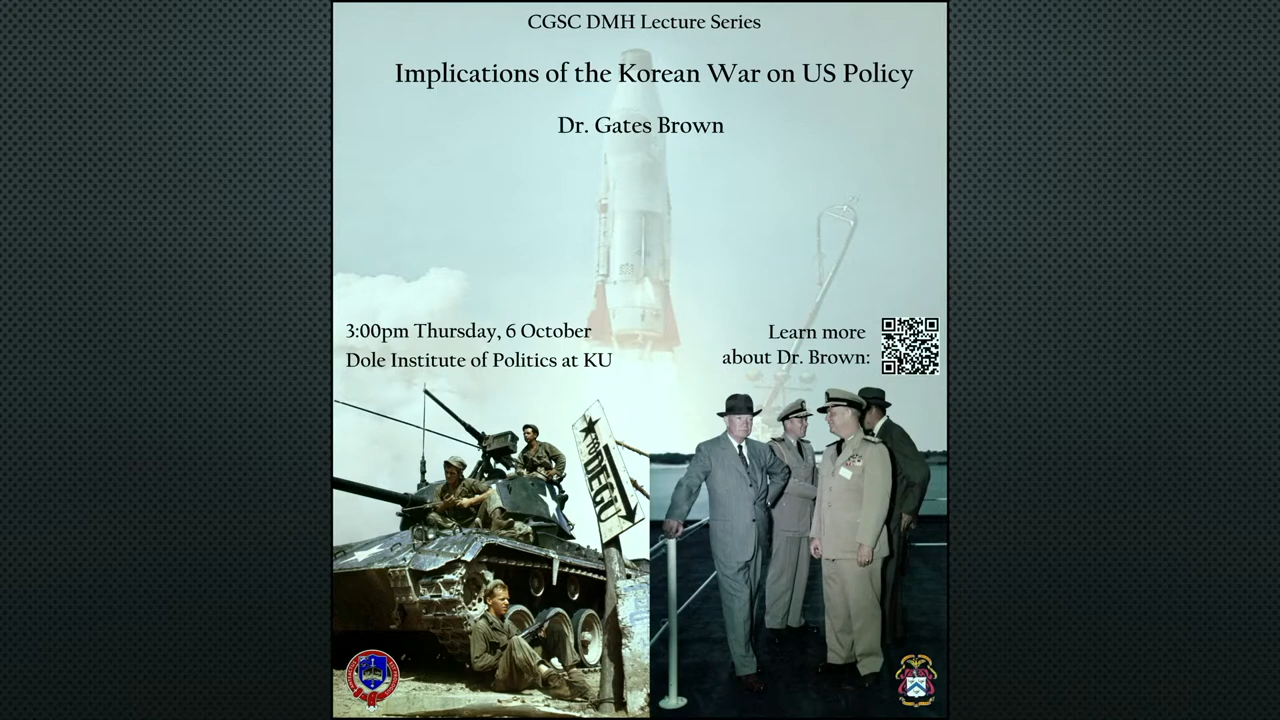 CGSC DMH Lecture Series
Implications of the Korean War on US Policy
Dr. Gates Brown
3:00pm Thursday, 6 October
Dole Institute of Politics at KU
Learn more
about Dr. Brown:
TO
DEGU